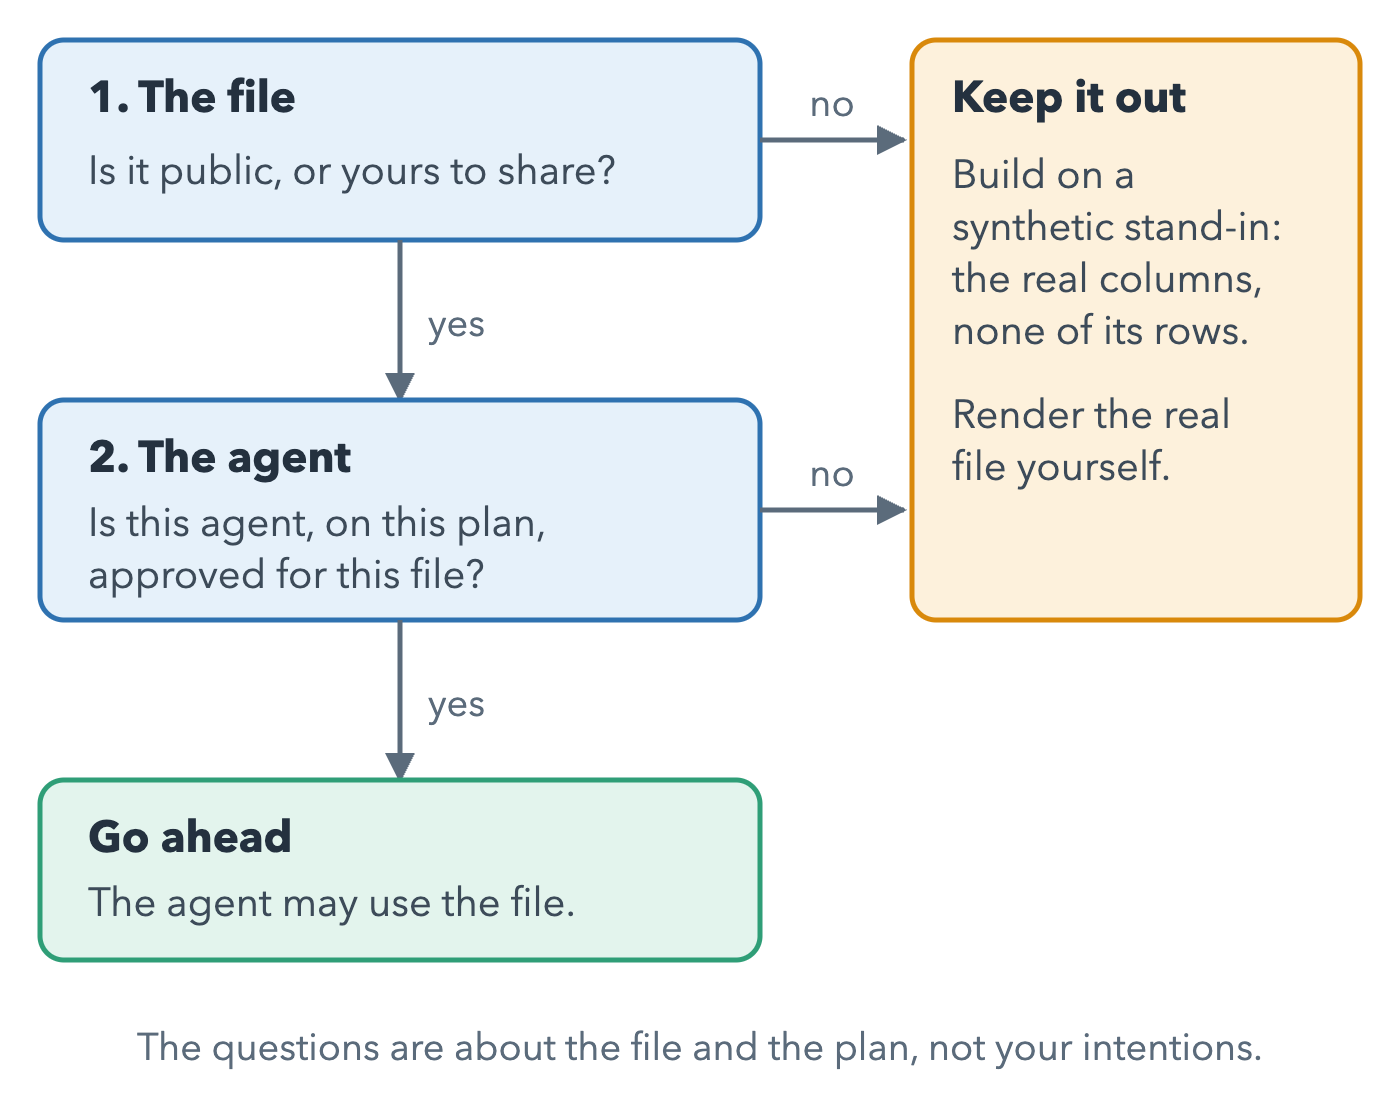 1. The file
Is it public, or yours to share?
no
Keep it out
Build on a
synthetic stand-in:
the real columns,
none of its rows.
Render the real
file yourself.
yes
2. The agent
Is this agent, on this plan,
approved for this file?
no
yes
Go ahead
The agent may use the file.
The questions are about the file and the plan, not your intentions.